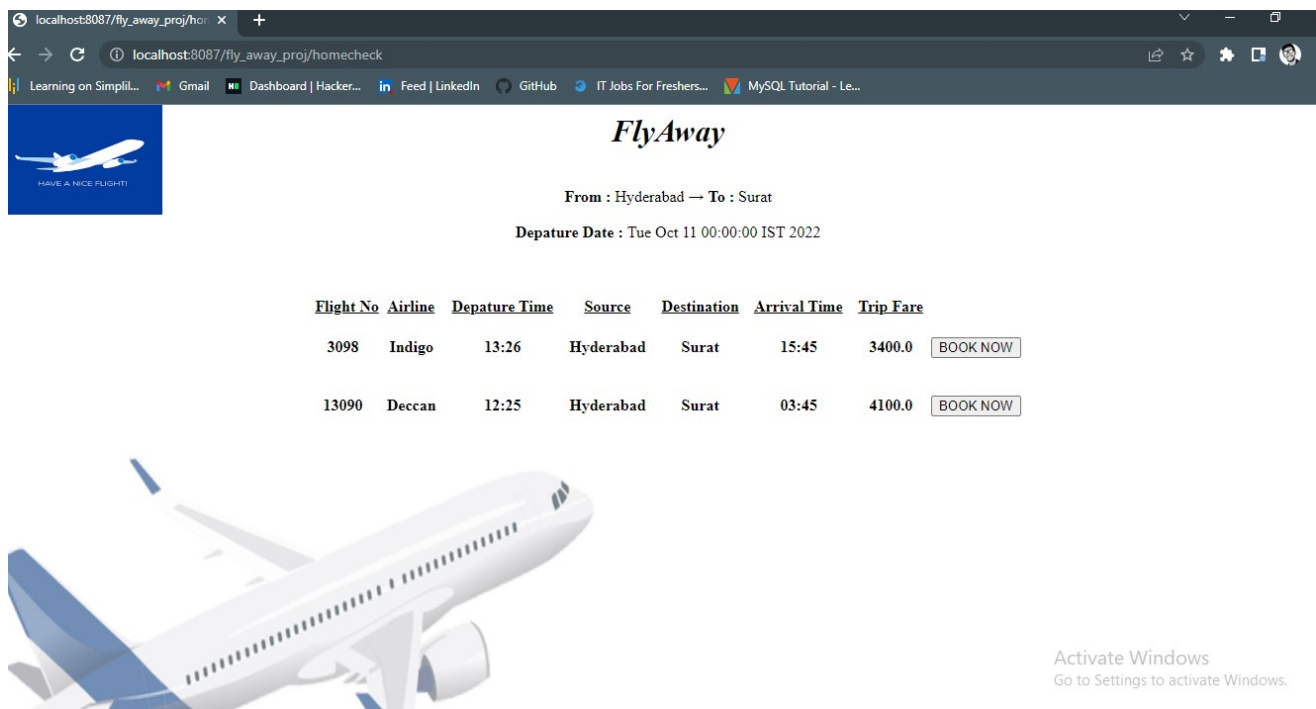 localhost:8087/fly_away_proj/hon
localhost:8087/fly_away_proj/homecheck
Learning on Simplil... Gmail Dashboard | Hacker... Feed | LinkedIn GitHub IT Jobs For Freshers... MySQL Tutorial - Le...
HAVE A NICE FLIGHT!
FlyAway
From : Hyderabad → To : Surat
Depature Date : Tue Oct 11 00:00:00 IST 2022
Flight No Airline Depature Time Source Destination Arrival Time Trip Fare
3098 Indigo 13:26 Hyderabad Surat 15:45 3400.0 BOOK NOW
13090 Deccan 12:25 Hyderabad Surat 03:45 4100.0 BOOK NOW
Activate Windows
Go to Settings to activate Windows.